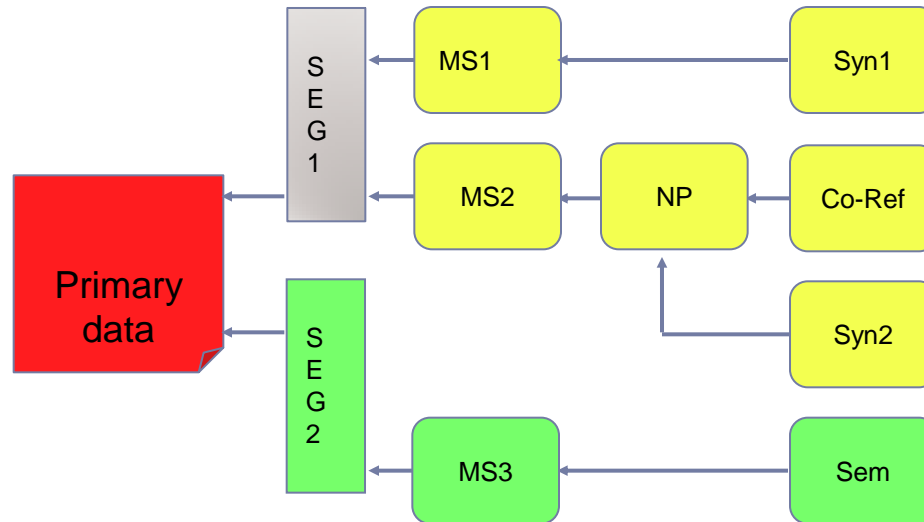 S
E
G
1
MS1
Syn1
MS2
NP
Co-Ref
Primary
data
S
E
G
2
Syn2
MS3
Sem